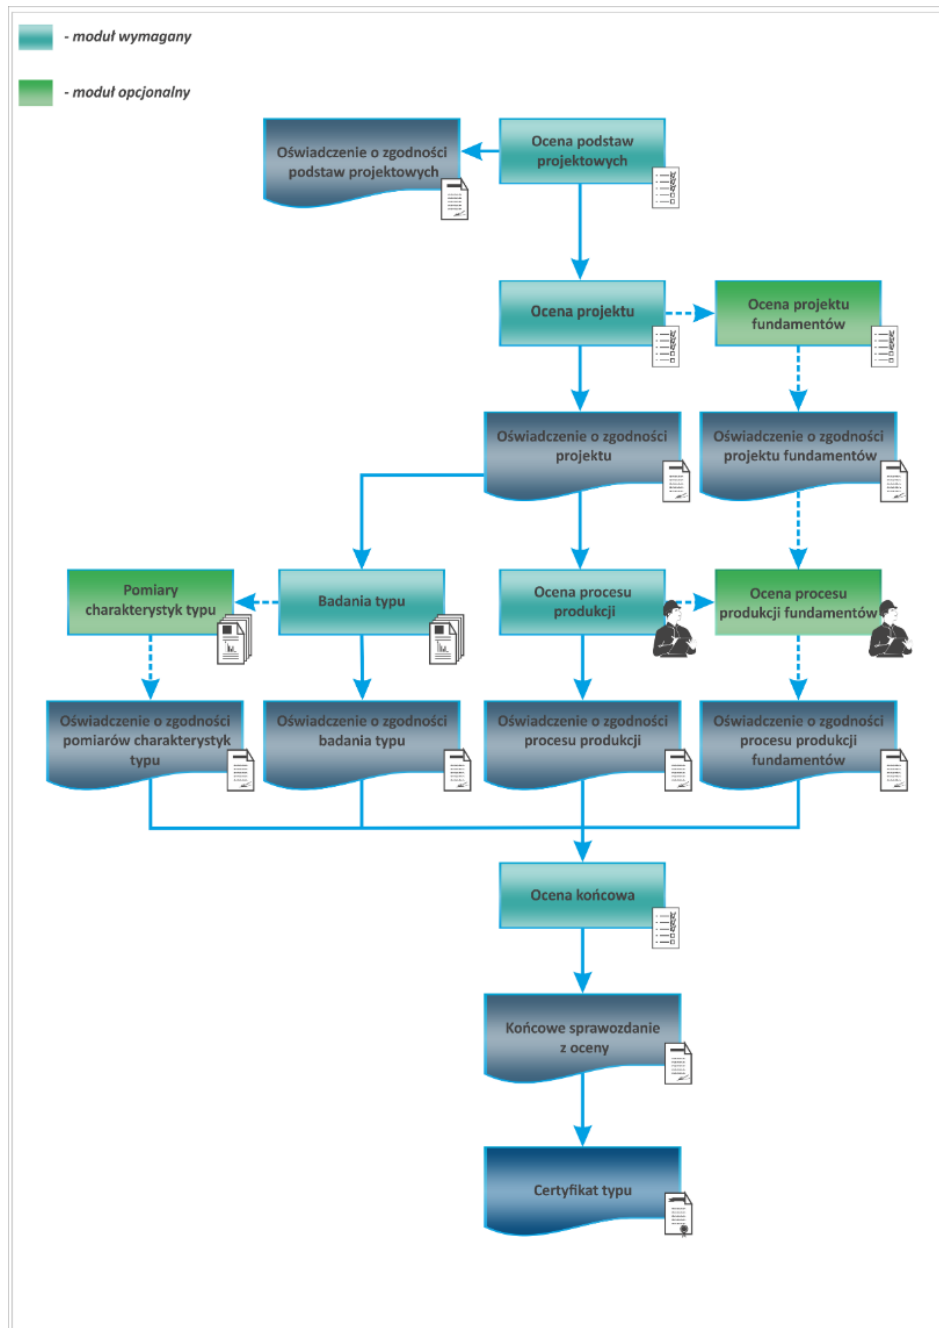 - moduł wymagany
- moduł opcjonalny
Ocena podstaw
projektowych
Oświadczenie o zgodności
podstaw projektowych
Ocena projektu
Ocena projektu
fundamentów
Oświadczenie o zgodności
projektu
Oświadczenie o zgodności
projektu fundamentów
Pomiary
charakterystyk typu
Badania typu
Ocena procesu
produkcji
Ocena procesu
produkcji fundamentów
Oświadczenie o zgodności
pomiarów charakterystyk
typu
Oświadczenie o zgodności
badania typu
Oświadczenie o zgodności
procesu produkcji
Oświadczenie o zgodności
procesu produkcji
fundamentów
Ocena końcowa
Końcowe sprawozdanie
z oceny
Certyfikat typu